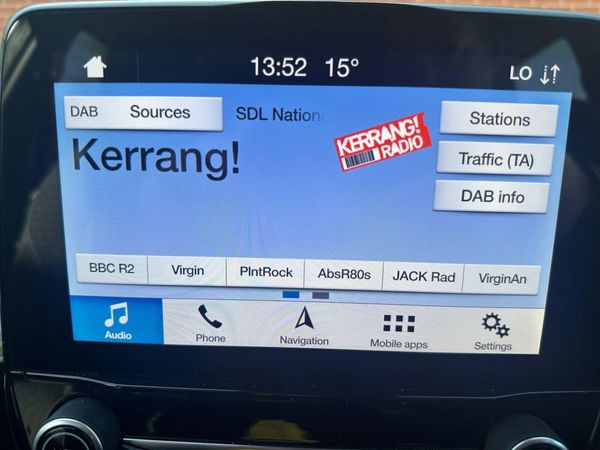 13:52 15°
LO
DAB Sources
SDL Nationa
KERRANG!
RADIO
Stations
Kerrang!
Traffic (TA)
DAB info
BBC R2
Virgin
PlntRock
AbsR80s
JACK Rad
VirginAn
Audio
Phone
Navigation
Mobile apps
Settings